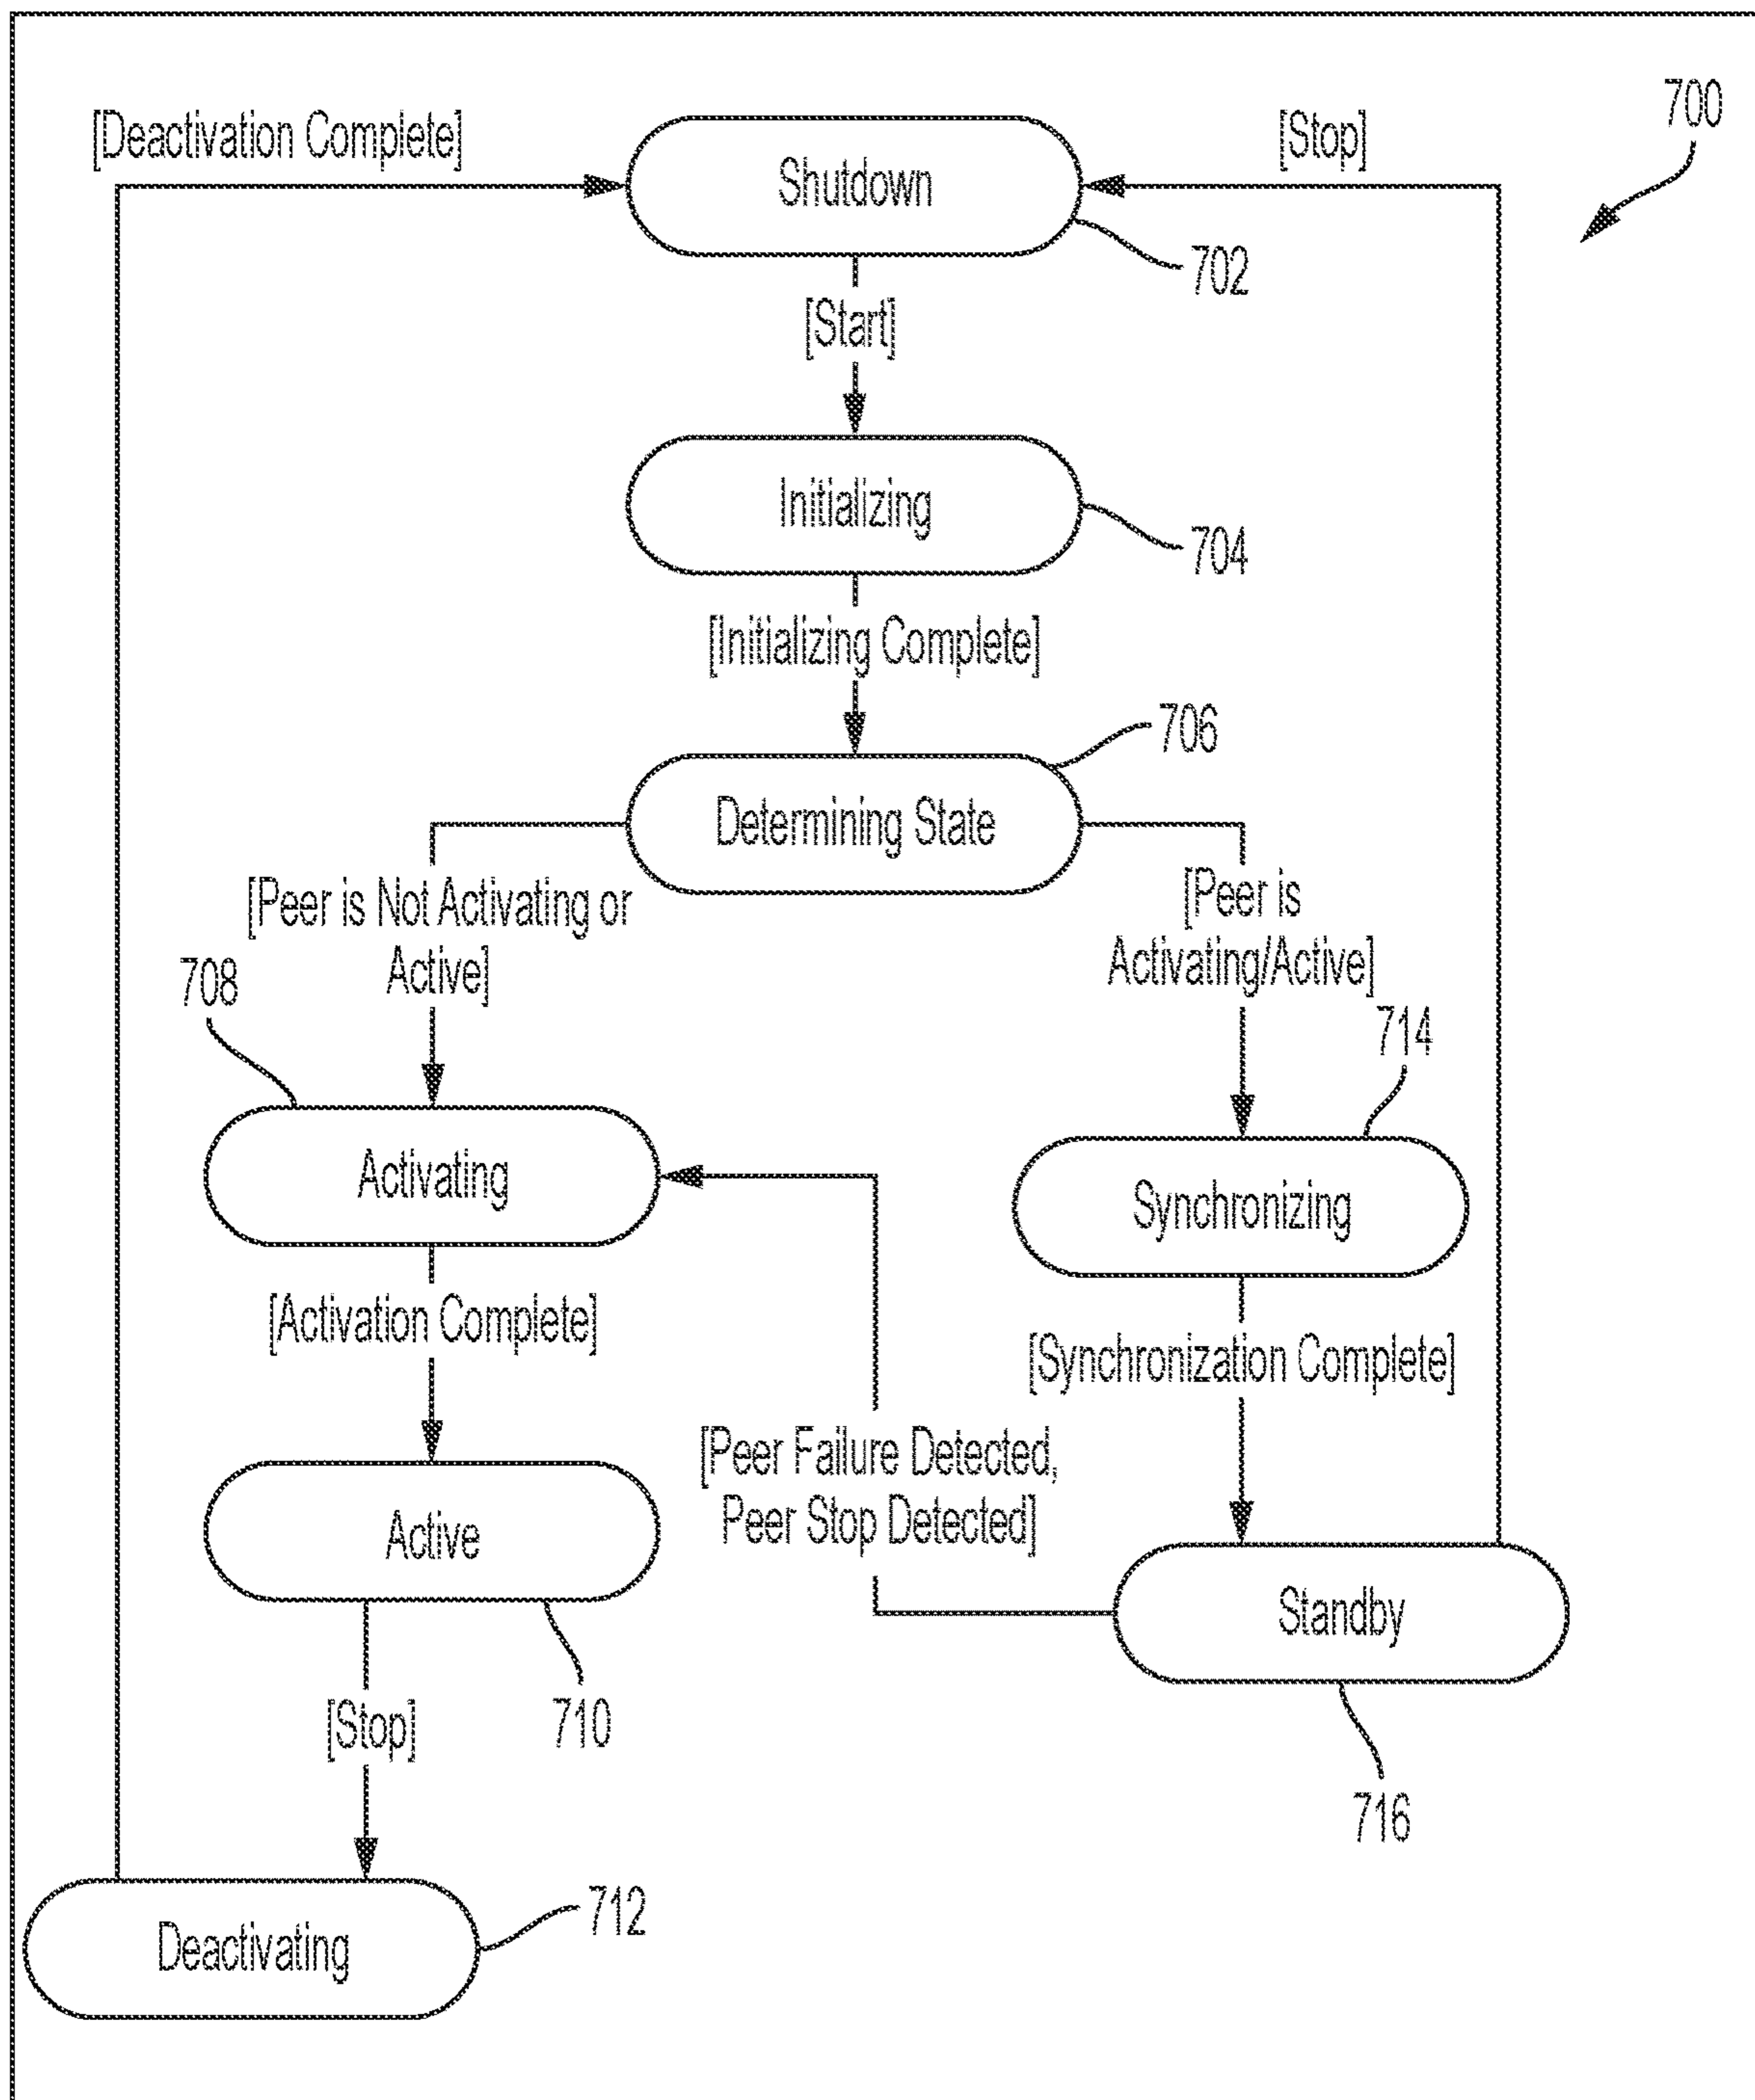 700
[Deactivation Complete]
Shutdown
[Stop]
702
[Start]
Initializing
704
[Initializing Complete]
706
Determining State
[Peer is Not Activating or
Active]
[Peer is
Activating/Active]
708
714
Activating
Synchronizing
[Activation Complete]
[Synchronization Complete]
[Peer Failure Detected,
Peer Stop Detected]
Active
Standby
710
[Stop]
716
712
Deactivating